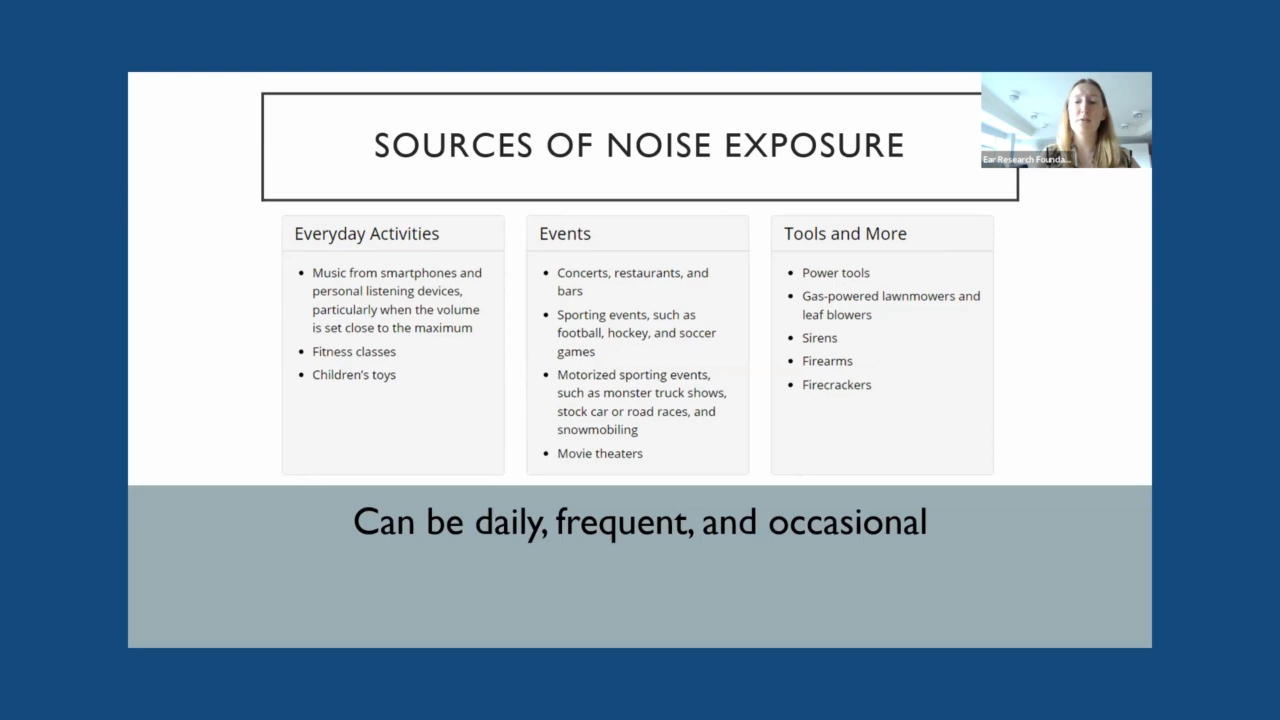 SOURCES OF NOISE EXPOSURE
Ear Research Founda...
Everyday Activities
• Music from smartphones and
personal listening devices,
particularly when the volume
is set close to the maximum
• Fitness classes
• Children's toys
Events
• Concerts, restaurants, and
bars
• Sporting events, such as
football, hockey, and soccer
games
• Motorized sporting events,
such as monster truck shows,
stock car or road races, and
snowmobiling
• Movie theaters
Tools and More
• Power tools
• Gas-powered lawnmowers and
leaf blowers
• Sirens
• Firearms
• Firecrackers
Can be daily, frequent, and occasional